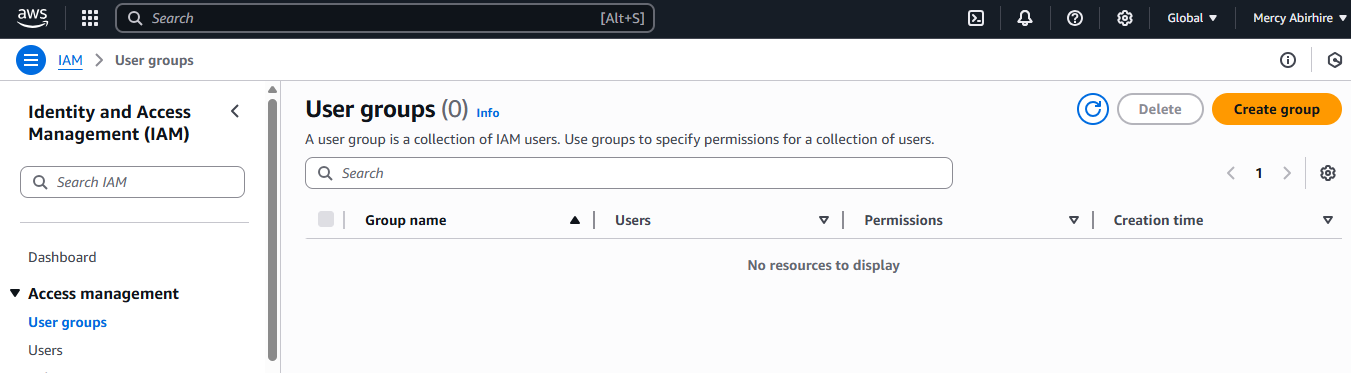 aws Search [Alt+S] Global Mercy Abirhire
IAM User groups
Identity and Access
Management (IAM)
Search IAM
Dashboard
Access management
User groups
Users
User groups (0) Info
Delete
Create group
A user group is a collection of IAM users. Use groups to specify permissions for a collection of users.
Search
1
Group name Users Permissions Creation time
No resources to display